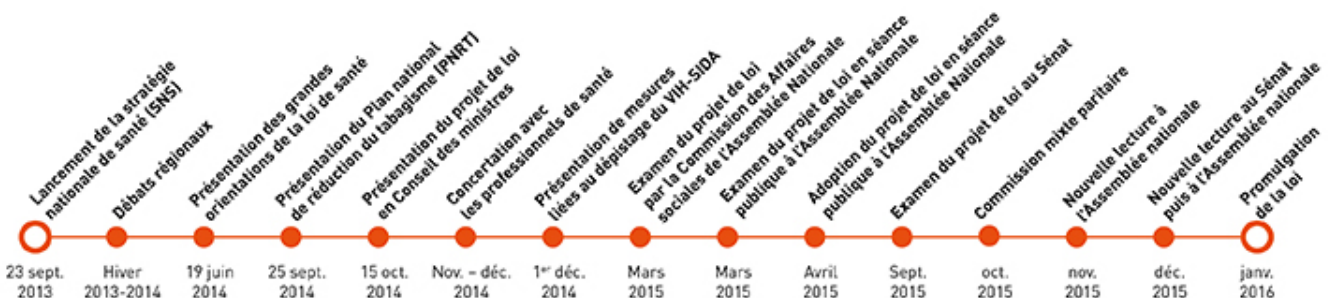 Lancement de la stratégie
nationale de santé (SNS)
Débats régionaux
Présentation des grandes
orientations de la loi de santé
Présentation du Plan national
de réduction du tabagisme (PNRT)
Présentation du projet de loi
en Conseil des ministres
Concertation avec
les professionnels de santé
Présentation de mesures
liées au dépistage du VIH-SIDA
Examen du projet de loi
par la Commission des Affaires
sociales de l'Assemblée Nationale
Examen du projet de loi en séance
publique à l'Assemblée Nationale
Adoption du projet de loi en séance
publique à l'Assemblée Nationale
Examen du projet de loi au Sénat
Commission mixte paritaire
Nouvelle lecture à
l'Assemblée nationale
Nouvelle lecture au Sénat
puis à l'Assemblée nationale
Promulgation
de la loi
23 sept.
2013
Hiver
2013-2014
19 juin
2014
25 sept.
2014
15 oct.
2014
Nov. – déc.
2014
1er déc.
2014
Mars
2015
Mars
2015
Avril
2015
Sept.
2015
oct.
2015
nov.
2015
déc.
2015
janv.
2016